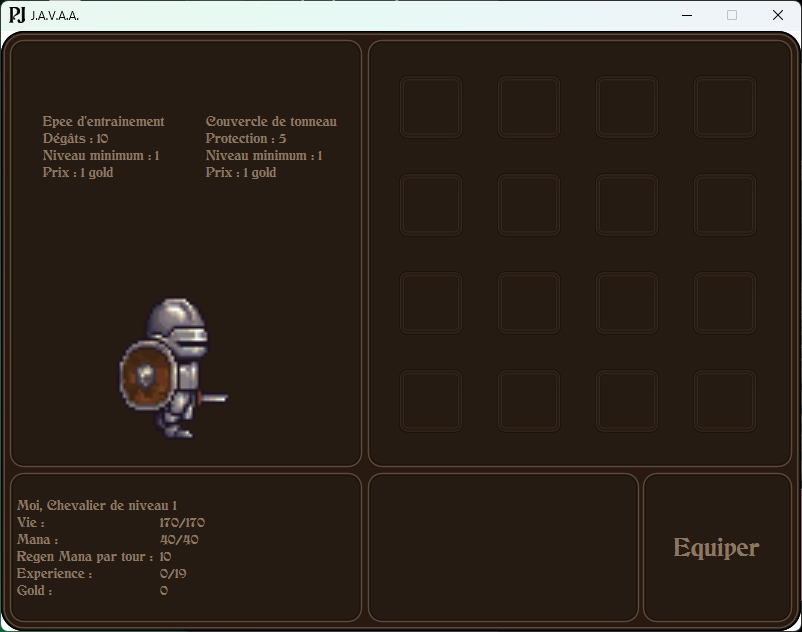 J.A.V.A.A.
Epee d'entrainement
Dégâts : 10
Niveau minimum : 1
Prix : 1 gold
Couvercle de tonneau
Protection : 5
Niveau minimum : 1
Prix : 1 gold
Moi, Chevalier de niveau 1
Vie : 170/170
Mana : 40/40
Regen Mana par tour : 10
Experience : 0/19
Gold : 0
Equiper